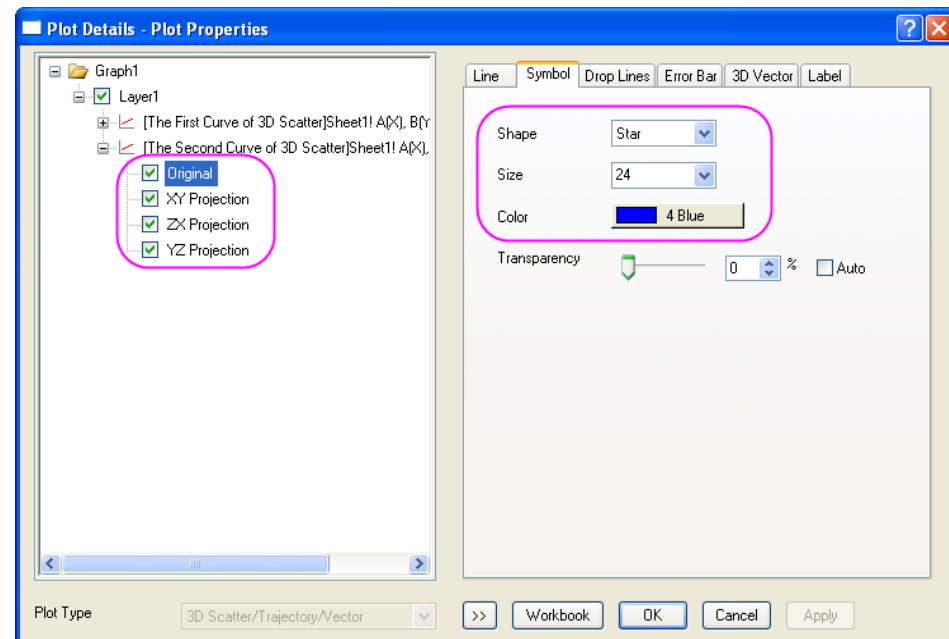 Plot Details - Plot Properties
Graph1
Layer1
[The First Curve of 3D Scatter]Sheet1! A(X), B(Y
[The Second Curve of 3D Scatter]Sheet1! A(X),
Original
XY Projection
ZX Projection
YZ Projection
Line Symbol Drop Lines Error Bar 3D Vector Label
Shape Star
Size 24
Color 4 Blue
Transparency 0 % Auto
Plot Type 3D Scatter/Trajectory/Vector >> Workbook OK Cancel Apply